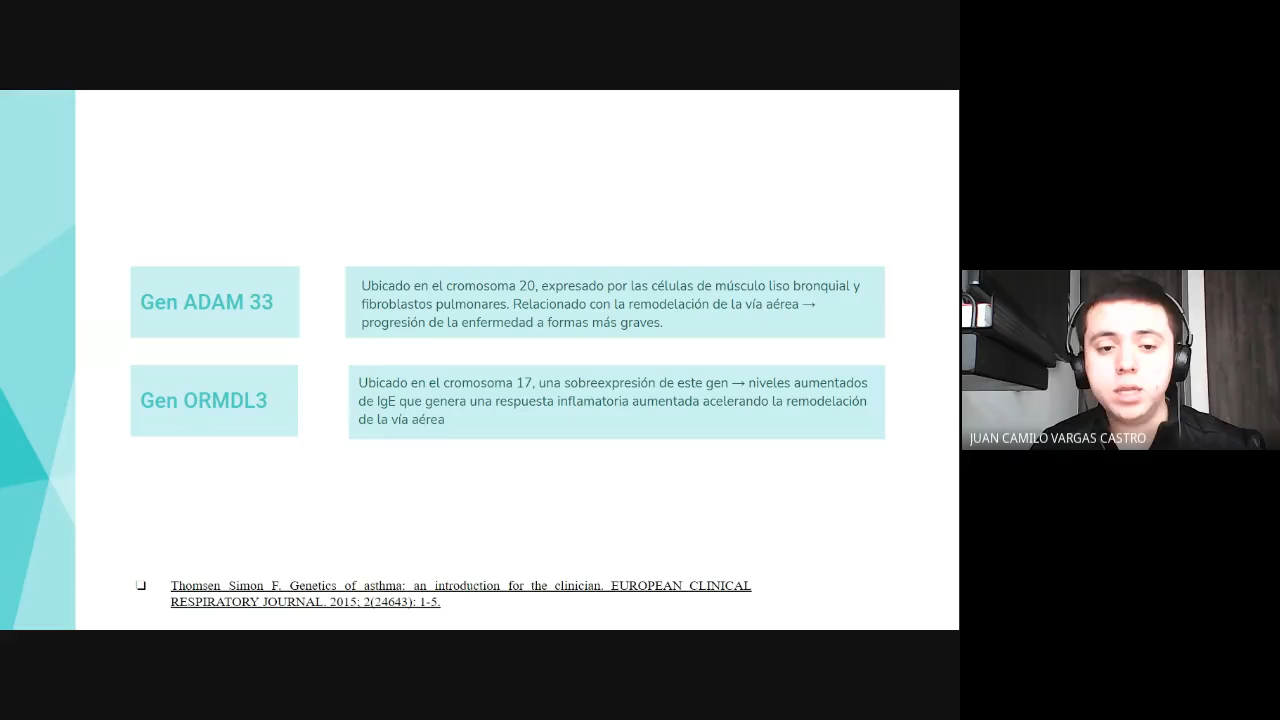 Gen ADAM 33
Ubicado en el cromosoma 20, expresado por las células de músculo liso bronquial y
fibroblastos pulmonares. Relacionado con la remodelación de la vía aérea →
progresión de la enfermedad a formas más graves.
Gen ORMDL3
Ubicado en el cromosoma 17, una sobreexpresión de este gen → niveles aumentados
de IgE que genera una respuesta inflamatoria aumentada acelerando la remodelación
de la vía aérea
❏ Thomsen Simon F. Genetics of asthma: an introduction for the clinician. EUROPEAN CLINICAL
RESPIRATORY JOURNAL. 2015; 2(24643): 1-5.
JUAN CAMILO VARGAS CASTRO